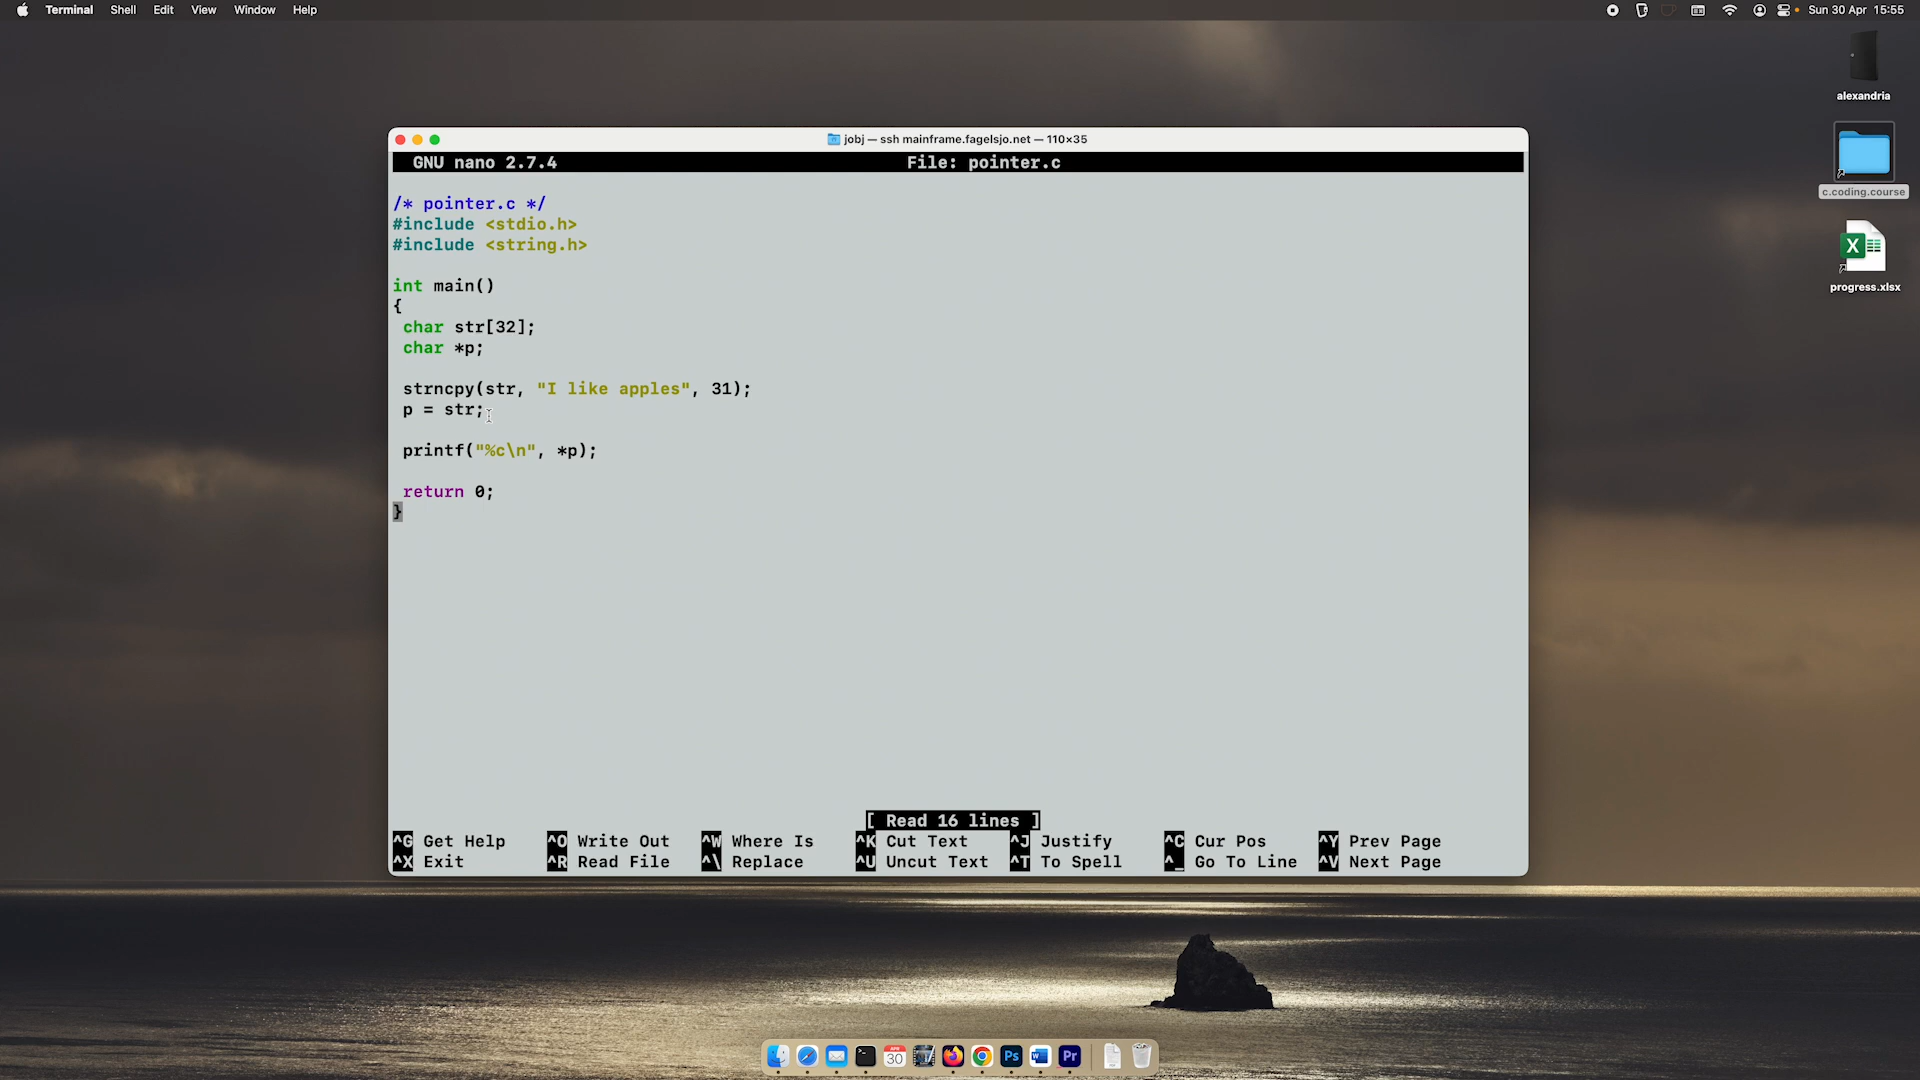 Terminal Shell Edit View Window Help Sun 30 Apr 15:55
alexandria
c.coding.course
progress.xlsx
jobj — ssh mainframe.fagelsjo.net — 110×35
GNU nano 2.7.4 File: pointer.c
/* pointer.c */
#include <stdio.h>
#include <string.h>
int main()
{
char str[32];
char *p;
strncpy(str, "I like apples", 31);
p = str;
printf("%c\n", *p);
return 0;
}
[ Read 16 lines ]
^G Get Help ^O Write Out ^W Where Is ^K Cut Text ^J Justify ^C Cur Pos ^Y Prev Page
^X Exit ^R Read File ^\ Replace ^U Uncut Text ^T To Spell ^_ Go To Line ^V Next Page
APR
30
Ps
W
Pr